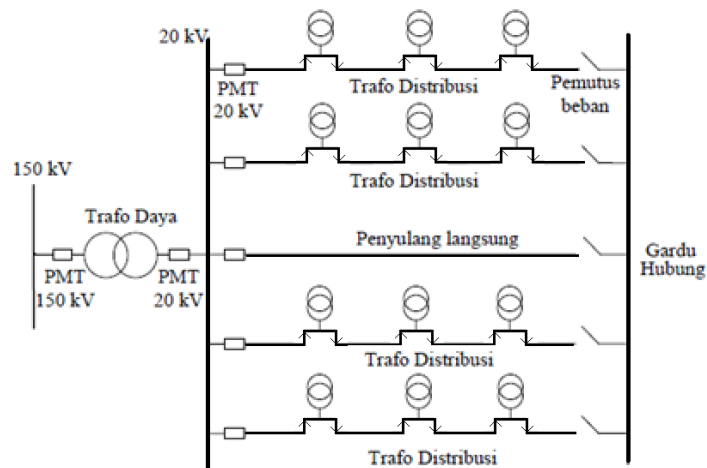 20 kV
PMT
20 kV
Trafo Distribusi
Pemutus
beban
Trafo Distribusi
150 kV
Trafo Daya
PMT
150 kV
PMT
20 kV
Penyulang langsung
Gardu
Hubung
Trafo Distribusi
Trafo Distribusi